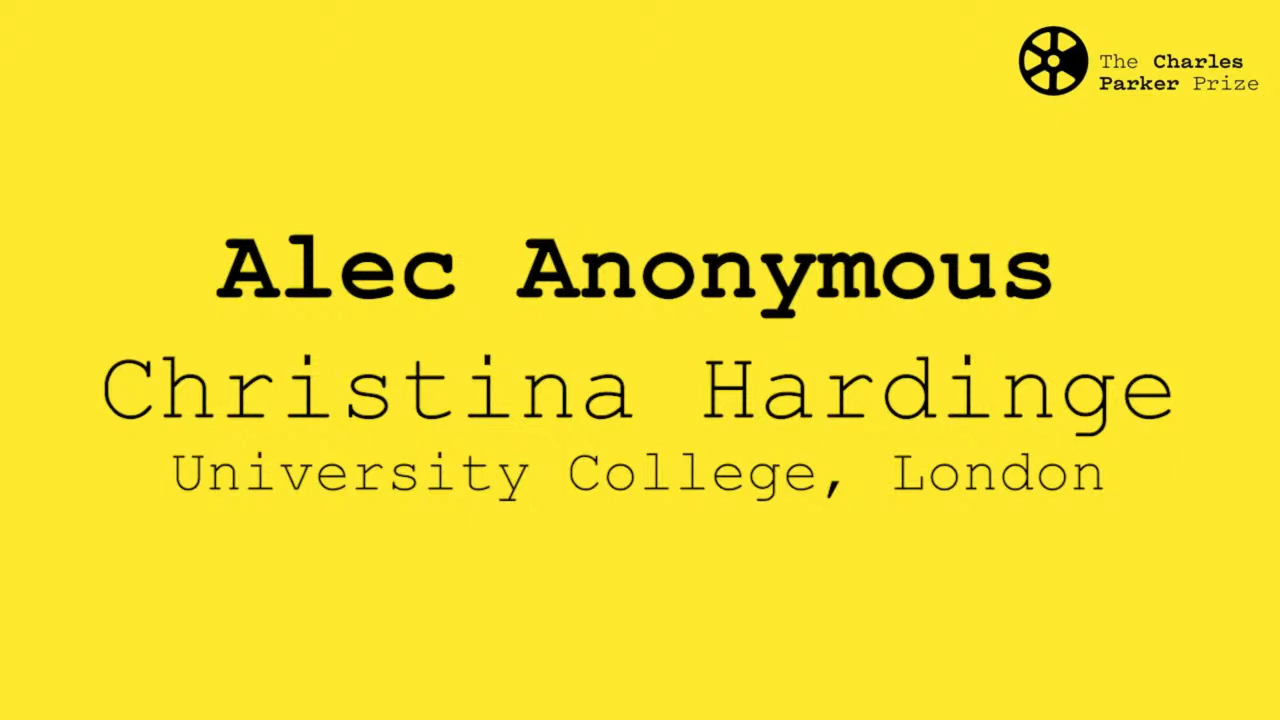 The Charles
Parker Prize
Alec Anonymous
Christina Hardinge
University College, London